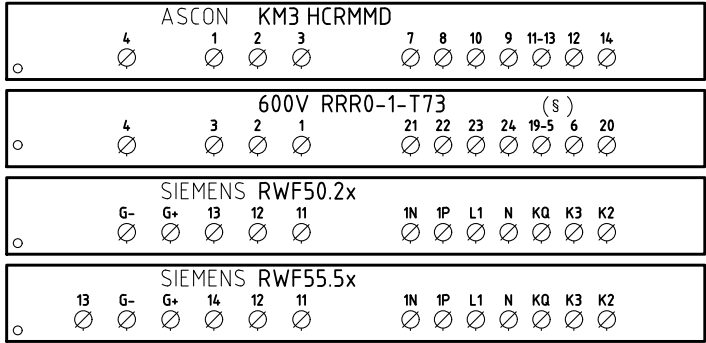 ASCON KM3 HCRMMD
4 1 2 3 7 8 10 9 11-13 12 14
600V RRR0-1-T73 (§)
4 3 2 1 21 22 23 24 19-5 6 20
SIEMENS RWF50.2x
G- G+ 13 12 11 1N 1P L1 N KQ K3 K2
SIEMENS RWF55.5x
13 G- G+ 14 12 11 1N 1P L1 N KQ K3 K2